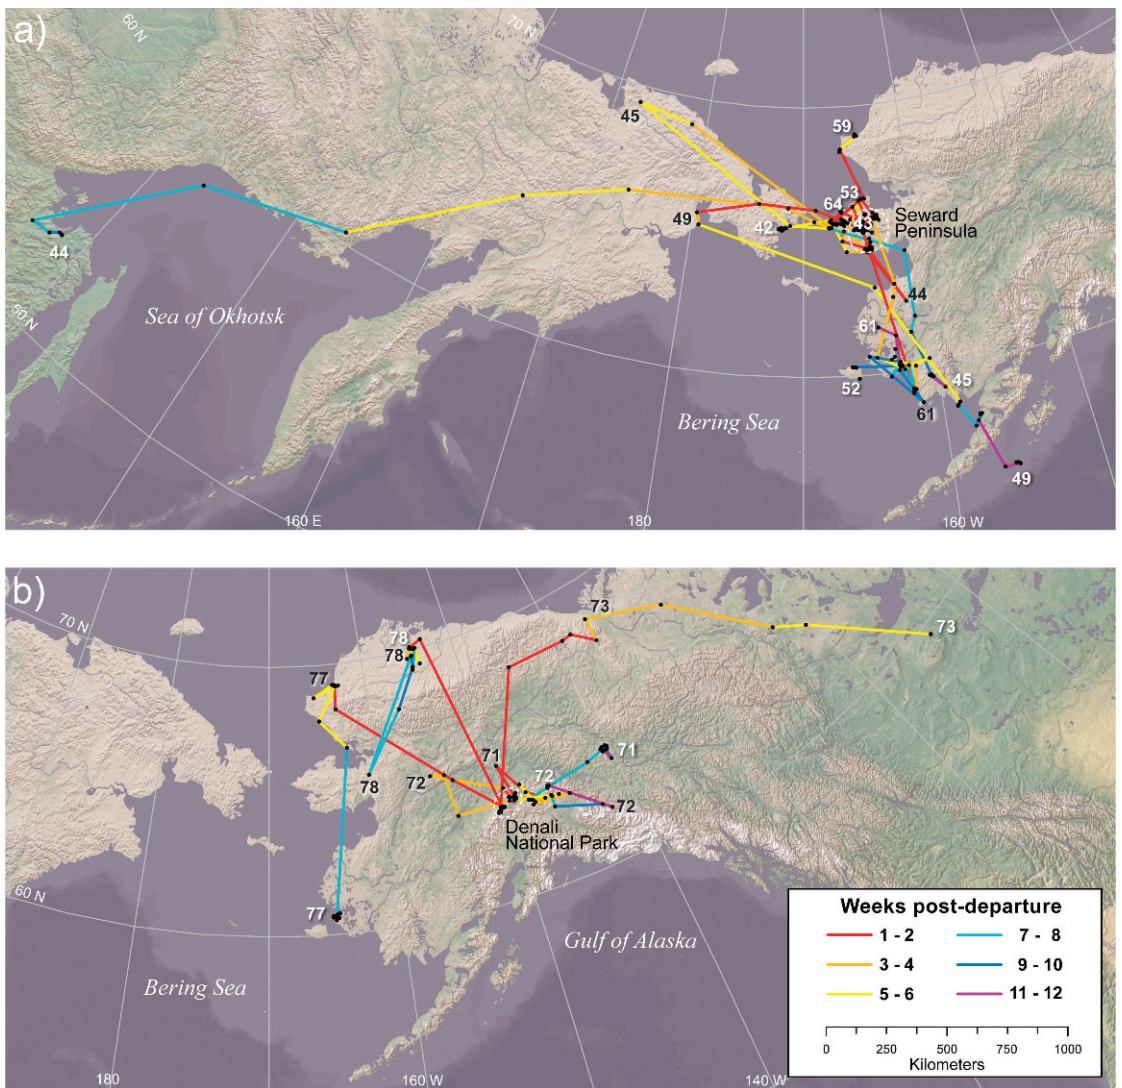 a)
60 N
70 N
45
59
53
64
49
42
43
Seward
Peninsula
44
44
50 N
Sea of Okhotsk
61
45
52
61
Bering Sea
49
160 E
180
160 W
b)
70 N
73
73
78
78
77
71
71
72
72
78
72
Denali
National Park
60 N
77
Gulf of Alaska
Bering Sea
180
160 W
140 W
Weeks post-departure
1 - 2
7 - 8
3 - 4
9 - 10
5 - 6
11 - 12
0 250 500 750 1000
Kilometers